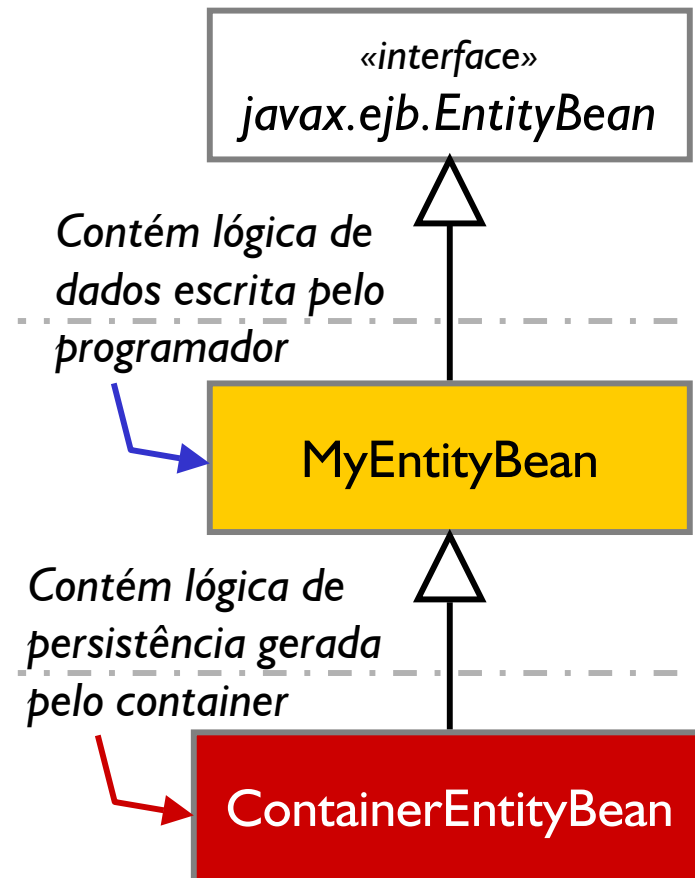 «interface»
javax.ejb.EntityBean
Contém lógica de
dados escrita pelo
programador
MyEntityBean
Contém lógica de
persistência gerada
pelo container
ContainerEntityBean